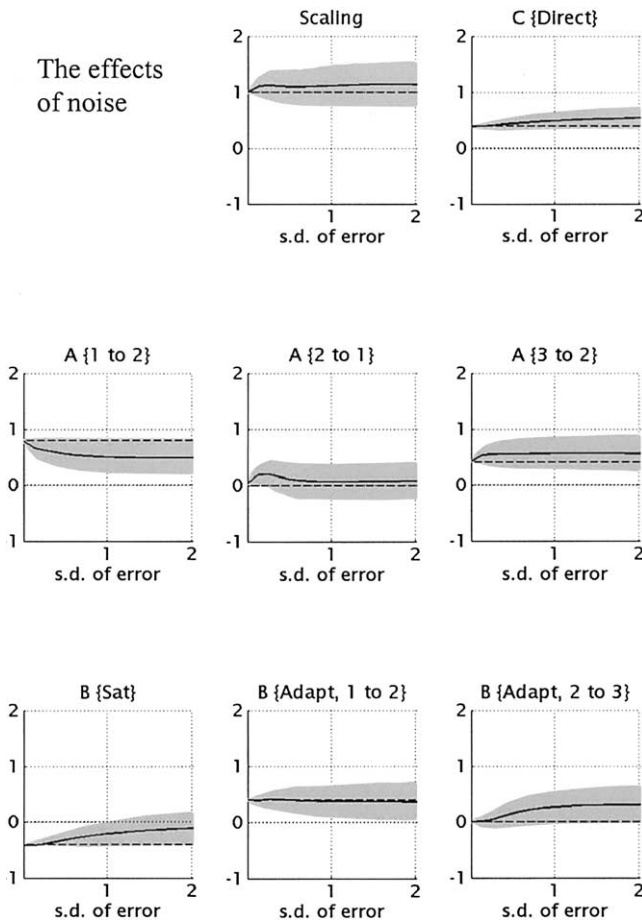 The effects
of noise
Scaling
2
1
0
-1
1 2
s.d. of error
C {Direct}
2
1
0
-1
1 2
s.d. of error
A {1 to 2}
2
1
0
1
1 2
s.d. of error
A {2 to 1}
2
1
0
-1
1 2
s.d. of error
A {3 to 2}
2
1
0
-1
1 2
s.d. of error
B {Sat}
2
1
0
1
1 2
s.d. of error
B {Adapt, 1 to 2}
2
1
0
-1
1 2
s.d. of error
B {Adapt, 2 to 3}
2
1
0
-1
1 2
s.d. of error